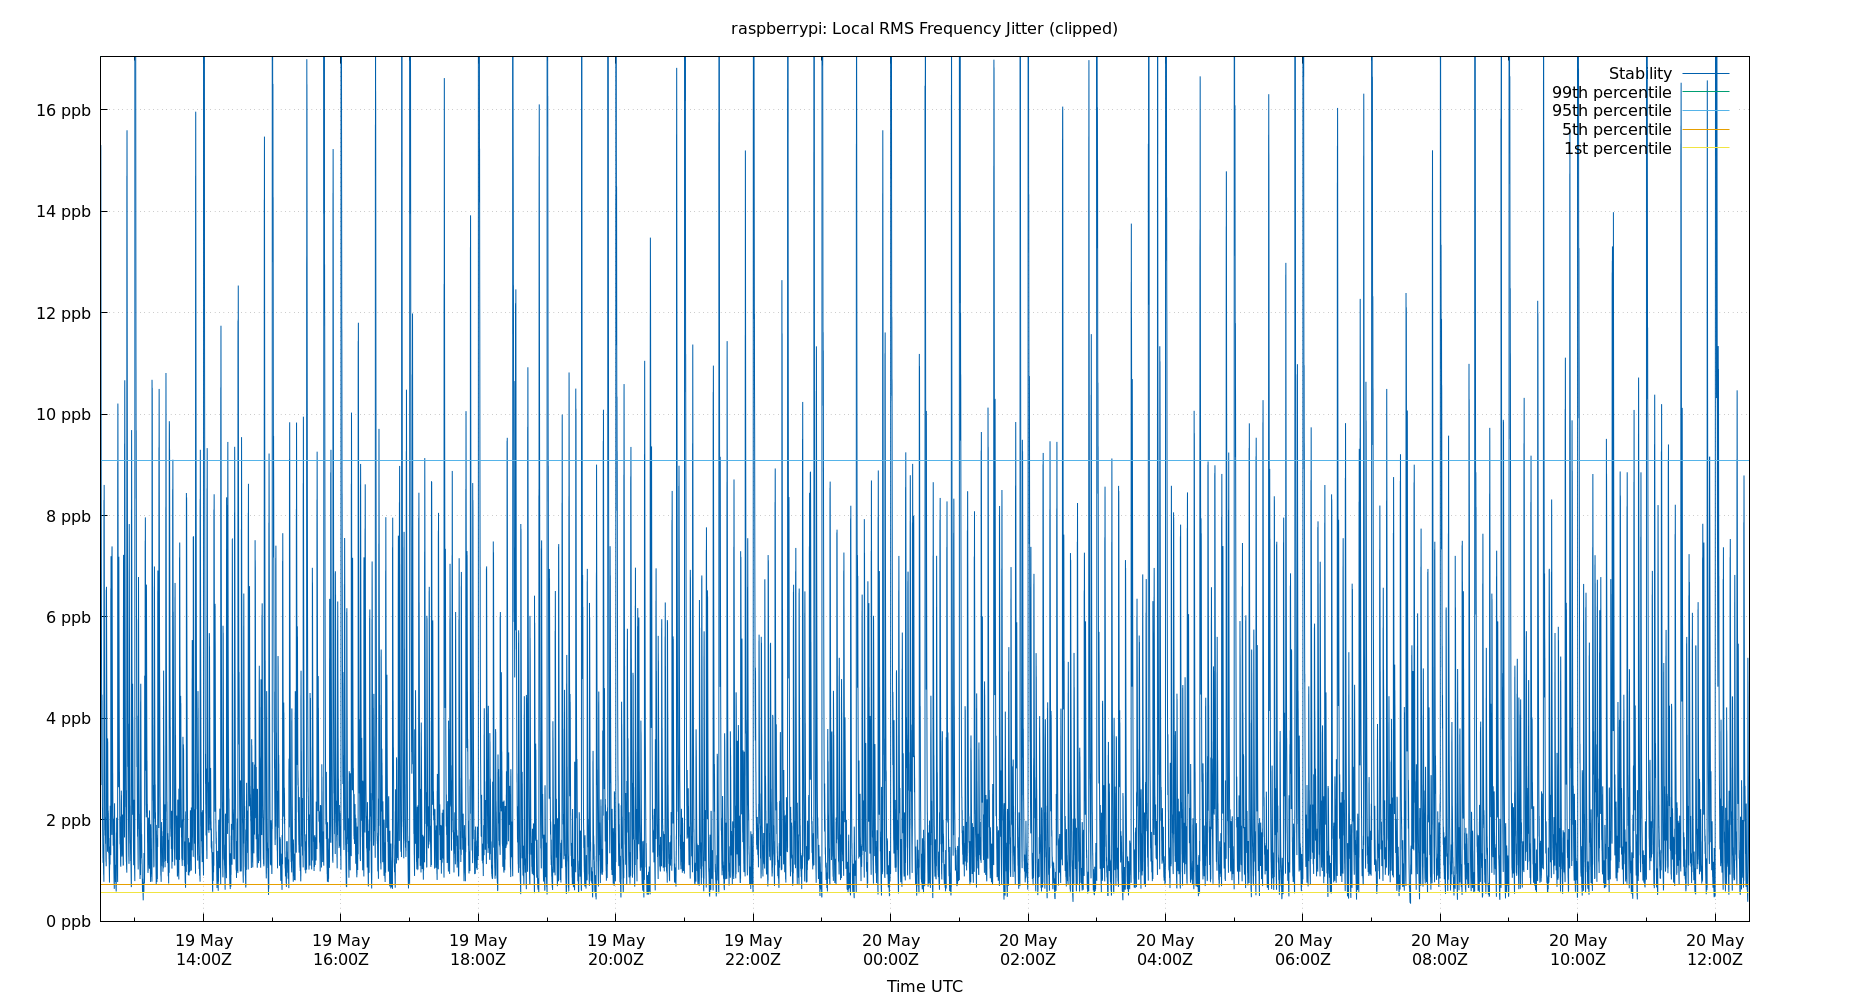 raspberrypi: Local RMS Frequency Jitter (clipped)
Stability
99th percentile
95th percentile
5th percentile
1st percentile
16 ppb
14 ppb
12 ppb
10 ppb
8 ppb
6 ppb
4 ppb
2 ppb
0 ppb
19 May 19 May 19 May 19 May 19 May 20 May 20 May 20 May 20 May 20 May 20 May 20 May
14:00Z 16:00Z 18:00Z 20:00Z 22:00Z 00:00Z 02:00Z 04:00Z 06:00Z 08:00Z 10:00Z 12:00Z
Time UTC